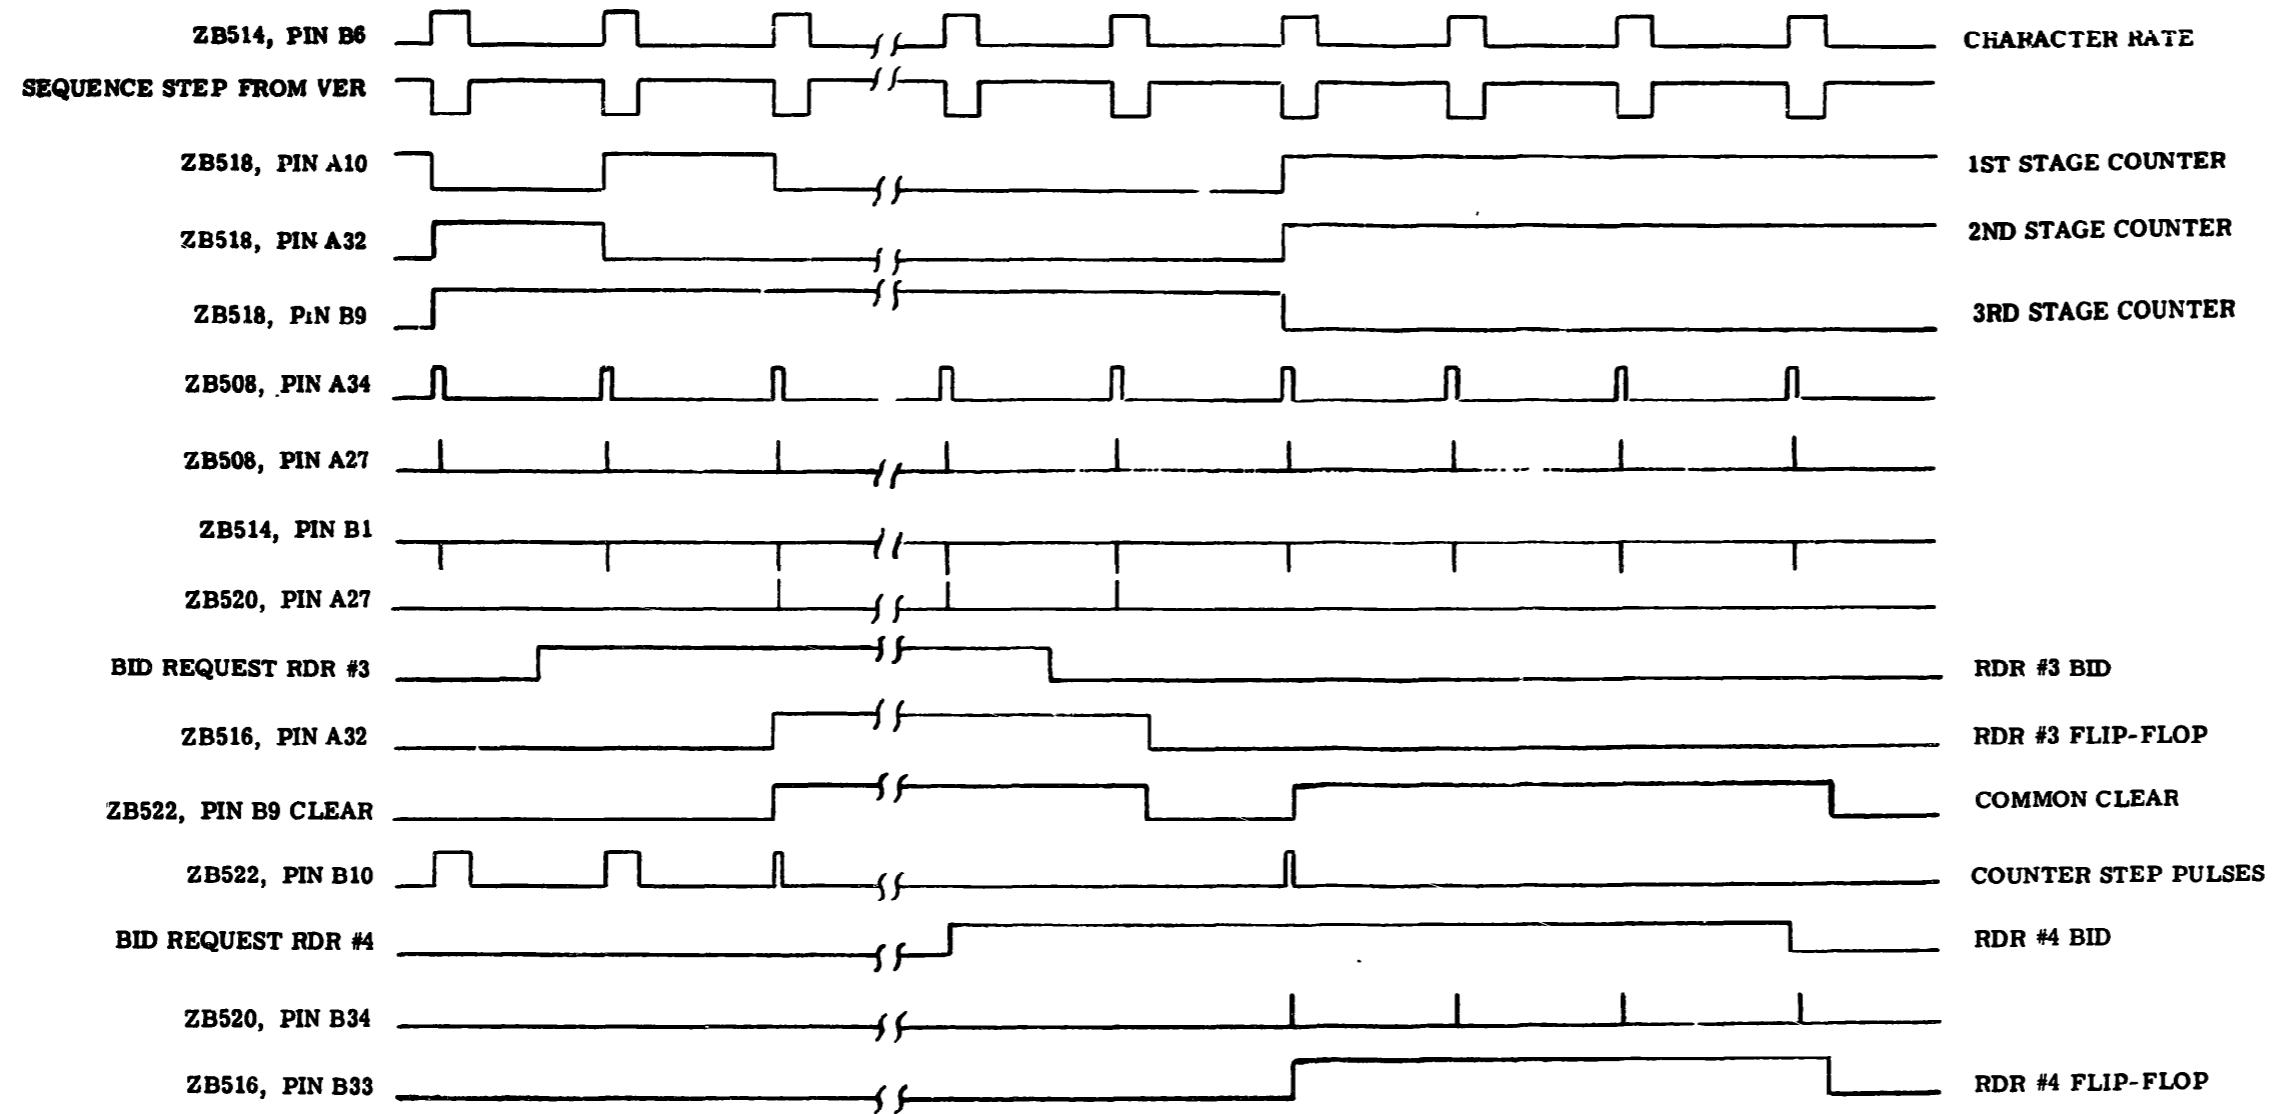 ZB514, PIN B6 CHARACTER RATE
SEQUENCE STEP FROM VER
ZB518, PIN A10 1ST STAGE COUNTER
ZB518, PIN A32 2ND STAGE COUNTER
ZB518, PIN B9 3RD STAGE COUNTER
ZB508, PIN A34
ZB508, PIN A27
ZB514, PIN B1
ZB520, PIN A27
BID REQUEST RDR #3 RDR #3 BID
ZB516, PIN A32 RDR #3 FLIP-FLOP
ZB522, PIN B9 CLEAR COMMON CLEAR
ZB522, PIN B10 COUNTER STEP PULSES
BID REQUEST RDR #4 RDR #4 BID
ZB520, PIN B34
ZB516, PIN B33 RDR #4 FLIP-FLOP